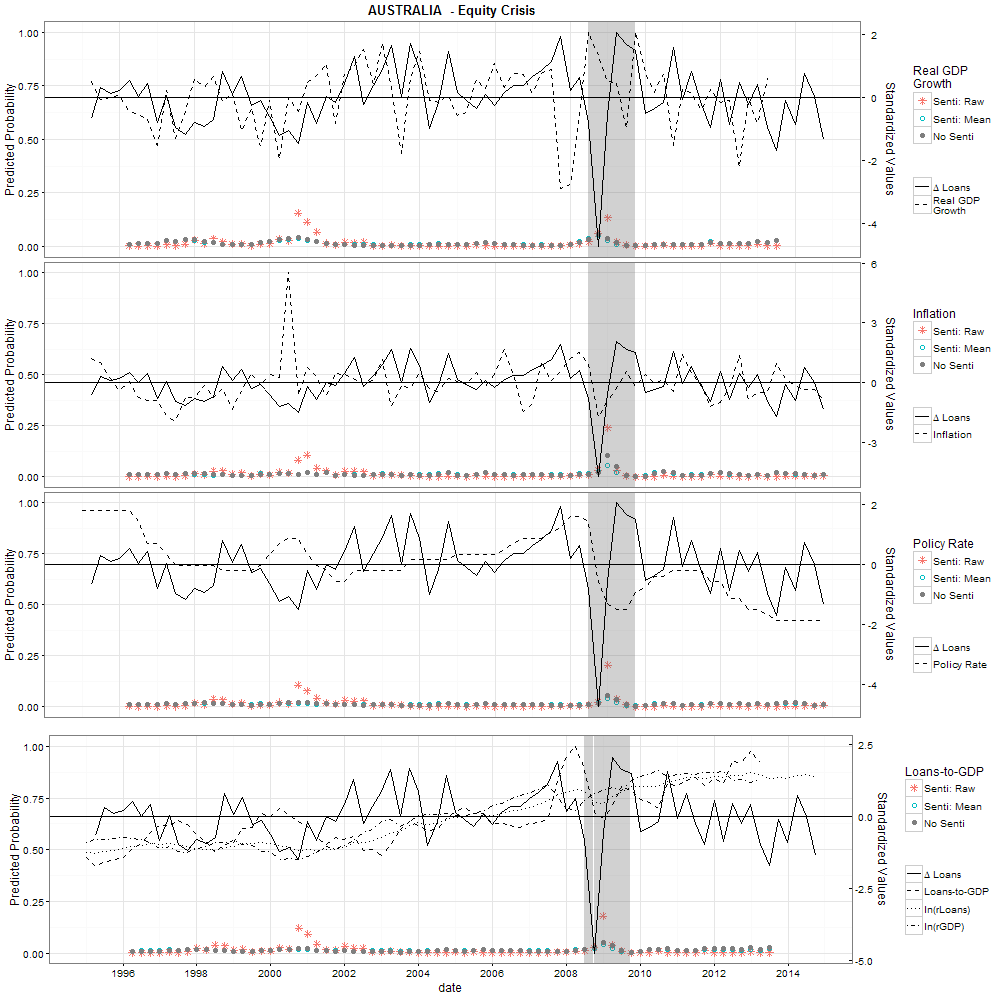 AUSTRALIA - Equity Crisis
Predicted Probability
1.00
0.75
0.50
0.25
0.00
2
0
-2
-4
Standardized Values
Real GDP
Growth
Senti: Raw
Senti: Mean
No Senti
Δ Loans
Real GDP
Growth
Predicted Probability
1.00
0.75
0.50
0.25
0.00
6
3
0
-3
Standardized Values
Inflation
Senti: Raw
Senti: Mean
No Senti
Δ Loans
Inflation
Predicted Probability
1.00
0.75
0.50
0.25
0.00
2
0
-2
-4
Standardized Values
Policy Rate
Senti: Raw
Senti: Mean
No Senti
Δ Loans
Policy Rate
Predicted Probability
1.00
0.75
0.50
0.25
0.00
2.5
0.0
-2.5
-5.0
Standardized Values
Loans-to-GDP
Senti: Raw
Senti: Mean
No Senti
Δ Loans
Loans-to-GDP
ln(rLoans)
ln(rGDP)
1996 1998 2000 2002 2004 2006 2008 2010 2012 2014
date